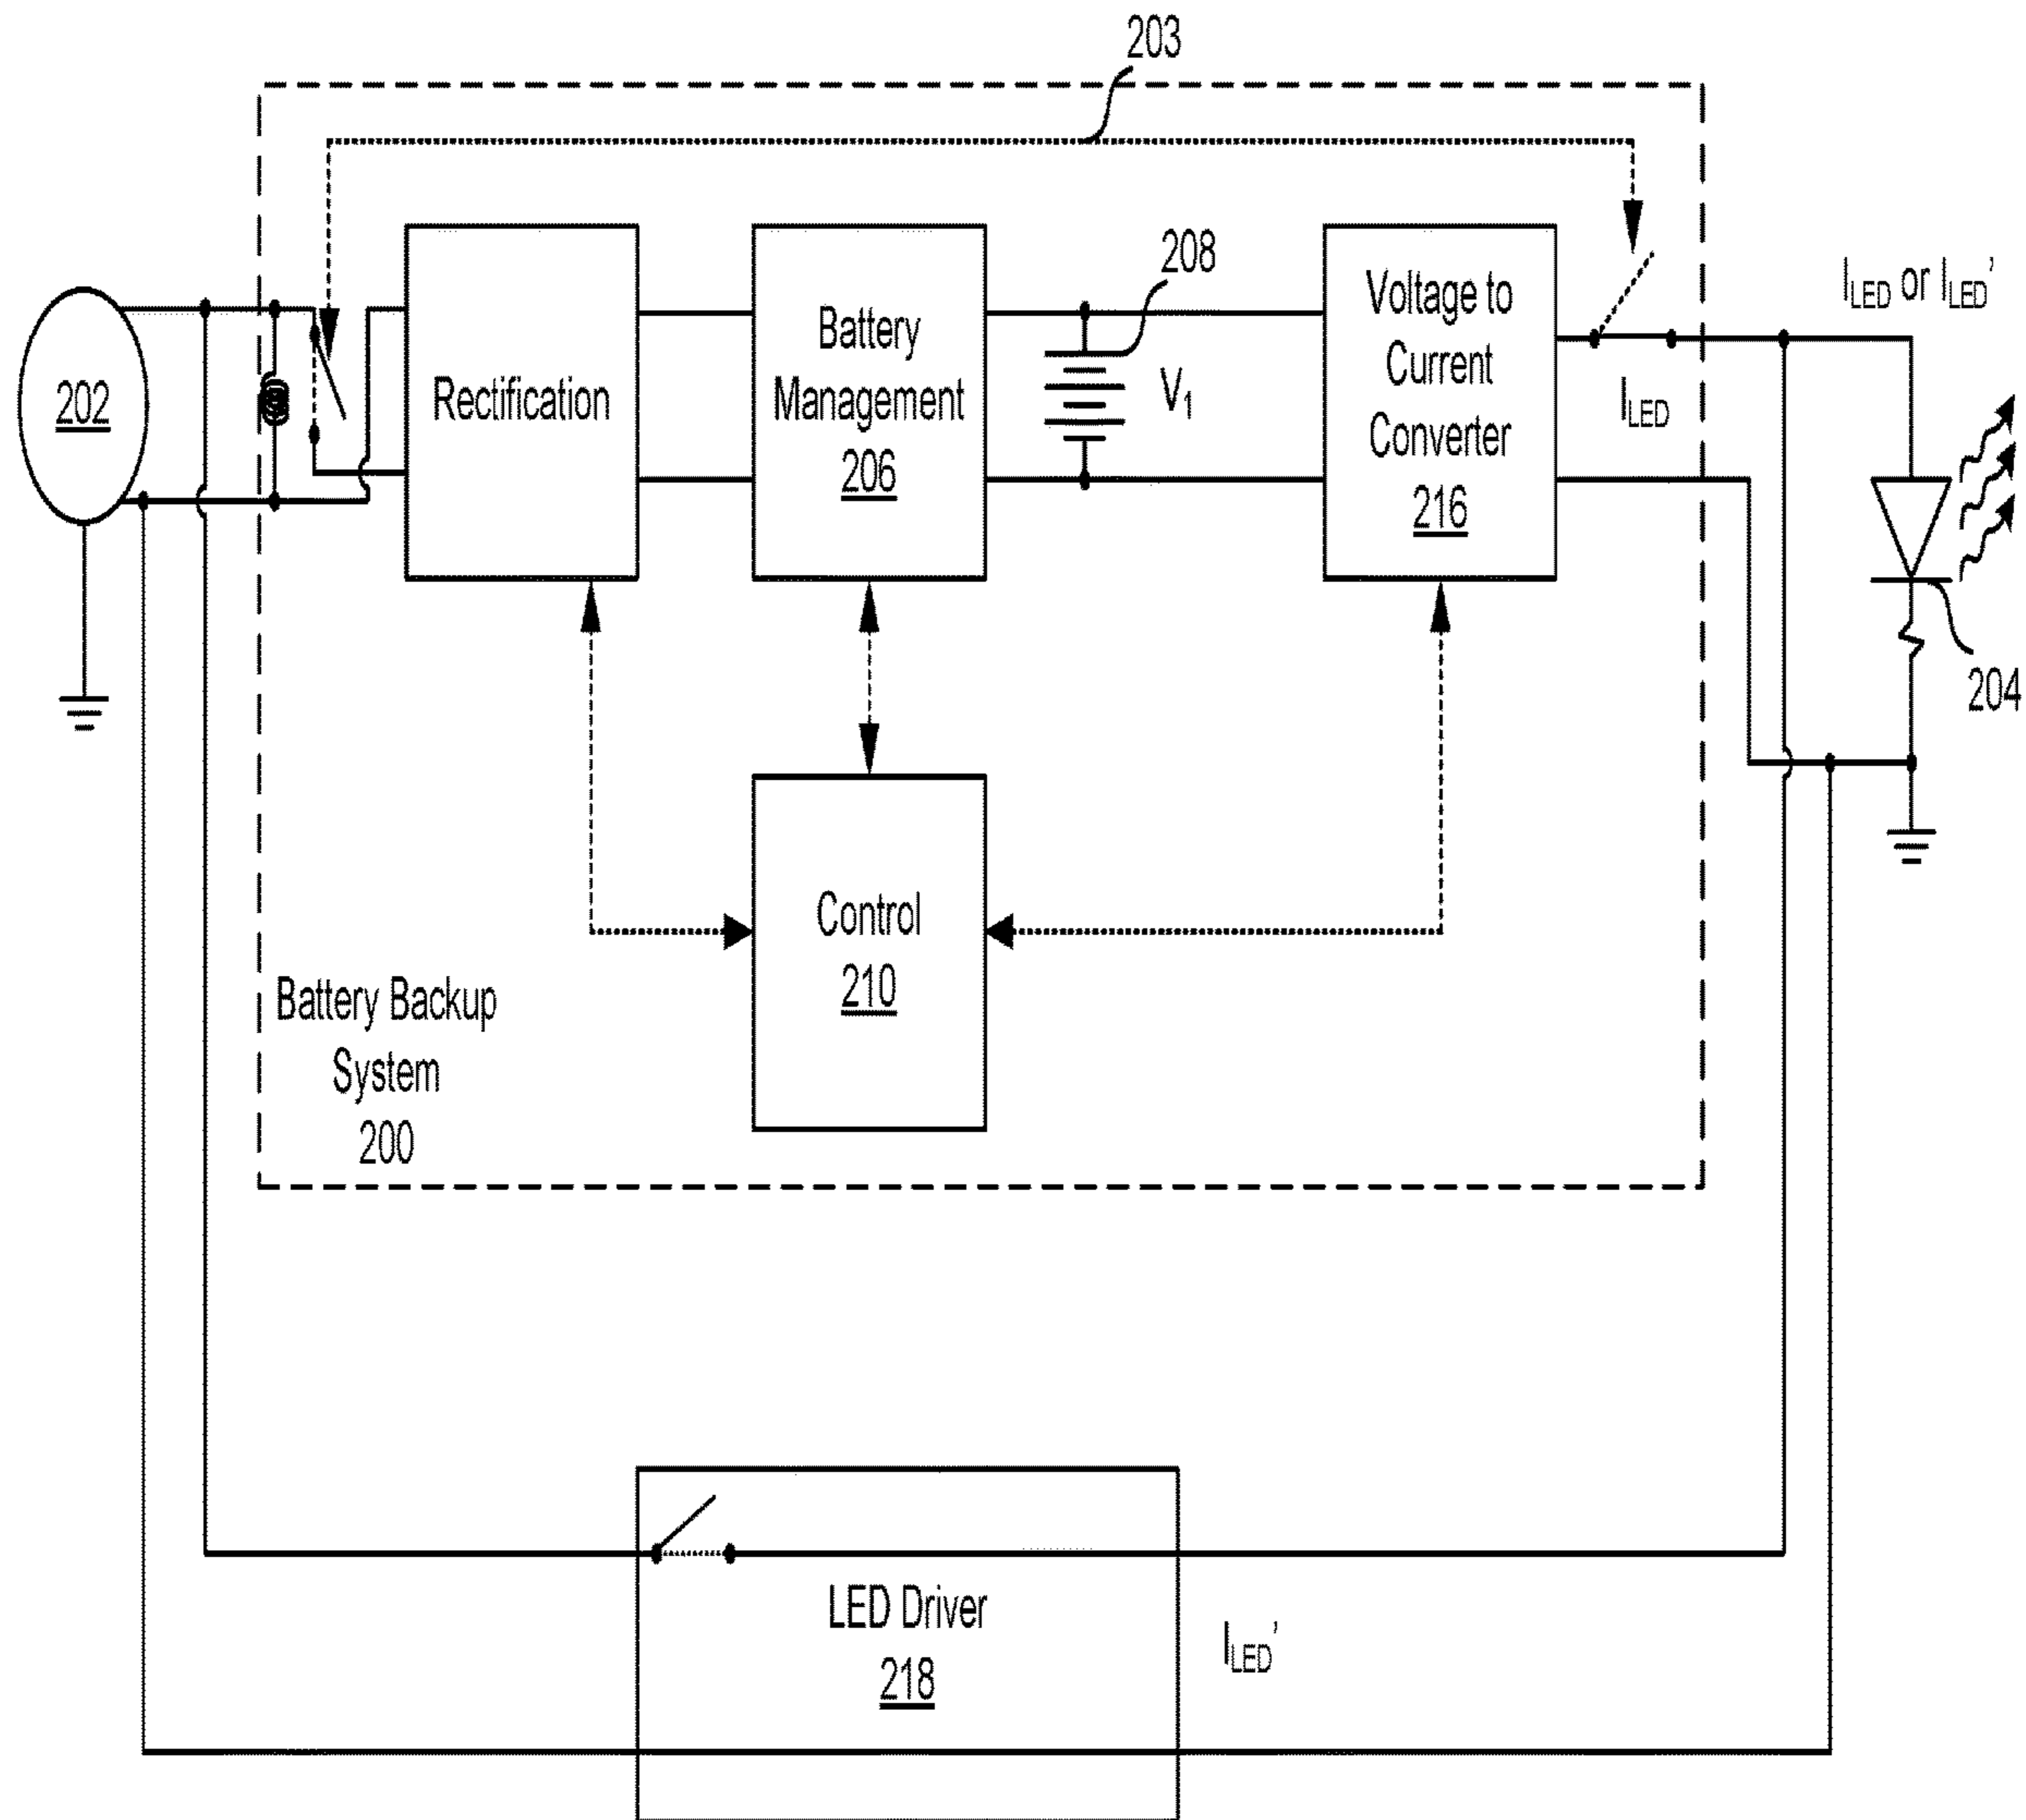 203
202
Rectification
Battery
Management
206
208
V1
Voltage to
Current
Converter
216
ILED
ILED or ILED’
204
Control
210
Battery Backup
System
200
LED Driver
218
ILED’